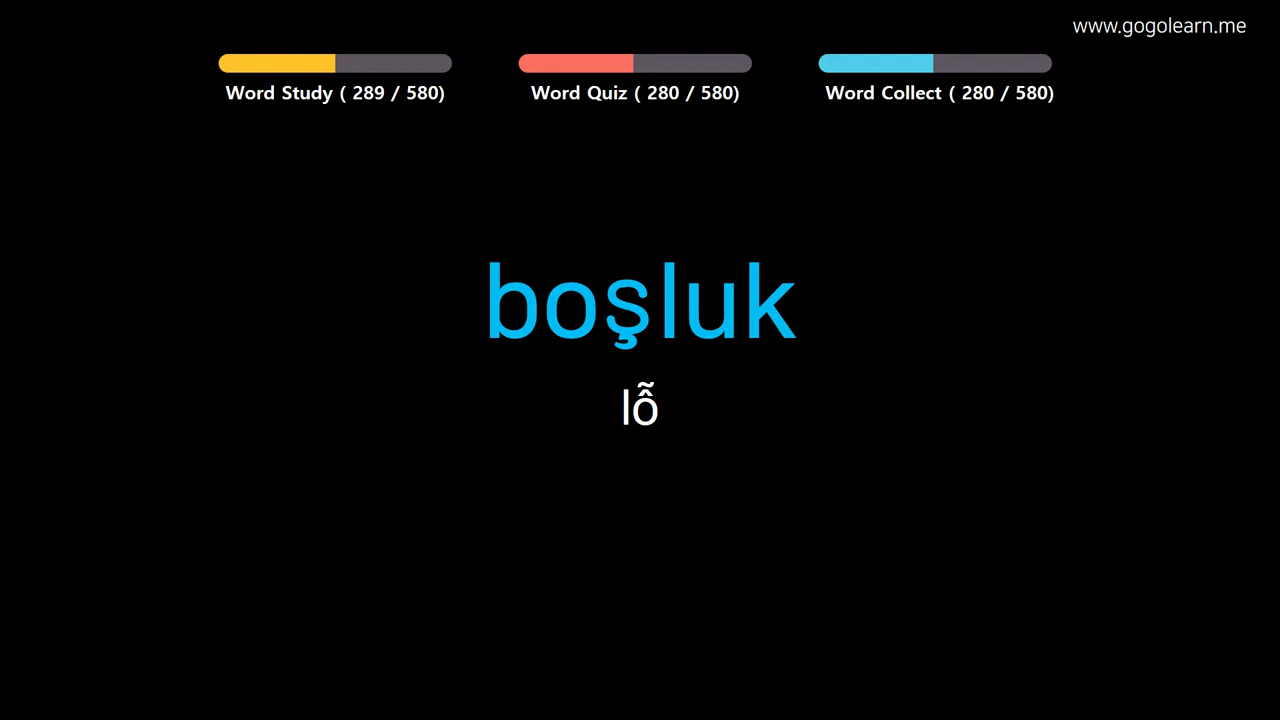 www.gogolearn.me
Word Study ( 289 / 580)
Word Quiz ( 280 / 580)
Word Collect ( 280 / 580)
boşluk
lỗ